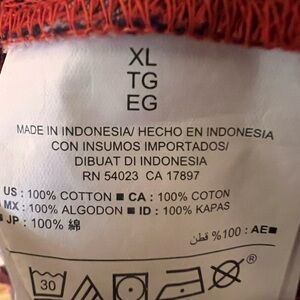 XL
TG
EG
MADE IN INDONESIA/ HECHO EN INDONESIA
CON INSUMOS IMPORTADOS/
DIBUAT DI INDONESIA
RN 54023 CA 17897
US : 100% COTTON ■ CA : 100% COTON
MX : 100% ALGODON ■ ID : 100% KAPAS
JP : 100% 綿
■AE : 100% قطن
30